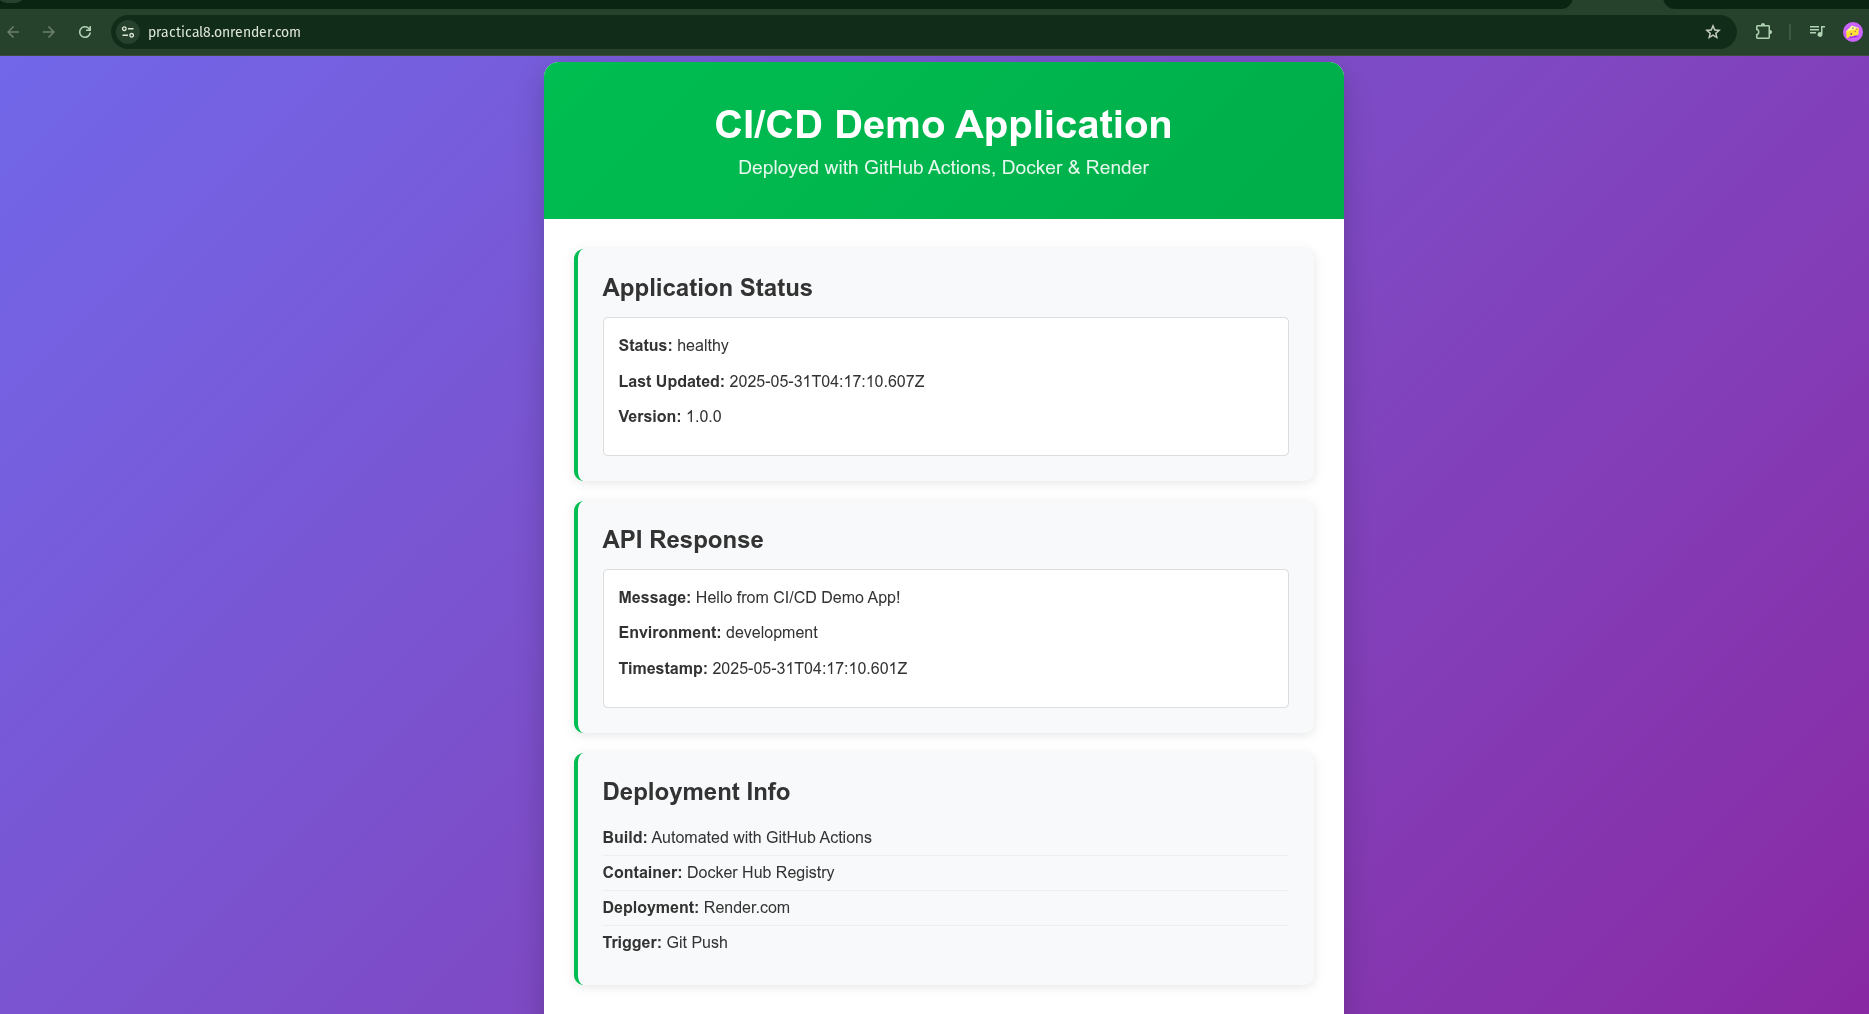 practical8.onrender.com
CI/CD Demo Application
Deployed with GitHub Actions, Docker & Render
Application Status
Status: healthy
Last Updated: 2025-05-31T04:17:10.607Z
Version: 1.0.0
API Response
Message: Hello from CI/CD Demo App!
Environment: development
Timestamp: 2025-05-31T04:17:10.601Z
Deployment Info
Build: Automated with GitHub Actions
Container: Docker Hub Registry
Deployment: Render.com
Trigger: Git Push